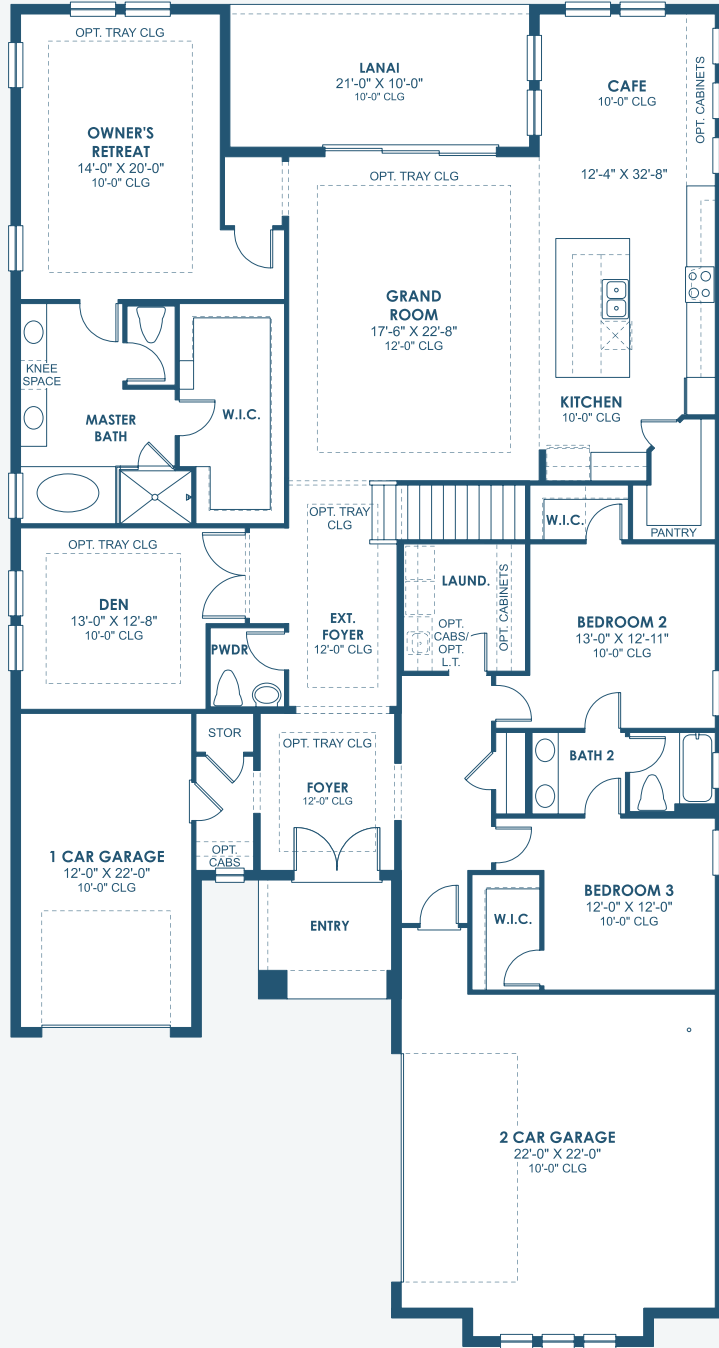 OPT. TRAY CLG
OWNER'S
RETREAT
14'-0" X 20'-0"
10'-0" CLG
LANAI
21'-0" X 10'-0"
10'-0" CLG
CAFE
10'-0" CLG
OPT. CABINETS
12'-4" X 32'-8"
OPT. TRAY CLG
GRAND
ROOM
17'-6" X 22'-8"
12'-0" CLG
KITCHEN
10'-0" CLG
KNEE
SPACE
MASTER
BATH
W.I.C.
OPT. TRAY
CLG
W.I.C.
PANTRY
OPT. TRAY CLG
DEN
13'-0" X 12'-8"
10'-0" CLG
EXT.
FOYER
12'-0" CLG
LAUND.
OPT.
CABS/
OPT.
L.T.
OPT. CABINETS
BEDROOM 2
13'-0" X 12'-11"
10'-0" CLG
PWDR
STOR
OPT. TRAY CLG
FOYER
12'-0" CLG
BATH 2
OPT.
CABS
1 CAR GARAGE
12'-0" X 22'-0"
10'-0" CLG
ENTRY
W.I.C.
BEDROOM 3
12'-0" X 12'-0"
10'-0" CLG
2 CAR GARAGE
22'-0" X 22'-0"
10'-0" CLG